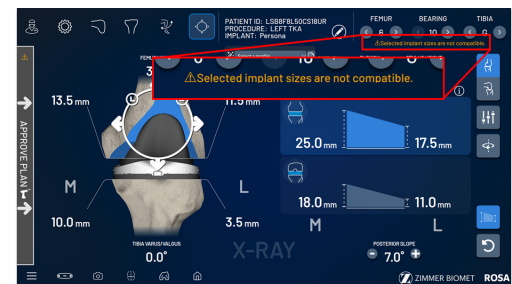 PATIENT ID: LSB8FBL50CS18UR
PROCEDURE: LEFT TKA
IMPLANT: Persona
FEMUR
BEARING
TIBIA
6
10
G
⚠Selected implant sizes are not compatible.
⚠Selected implant sizes are not compatible.
13.5 mm
11.5 mm
APPROVE PLAN
25.0 mm
17.5 mm
18.0 mm
11.0 mm
M
L
M
L
10.0 mm
3.5 mm
TIBIA VARUS/VALGUS
0.0°
X-RAY
POSTERIOR SLOPE
7.0°
ZIMMER BIOMET
ROSA